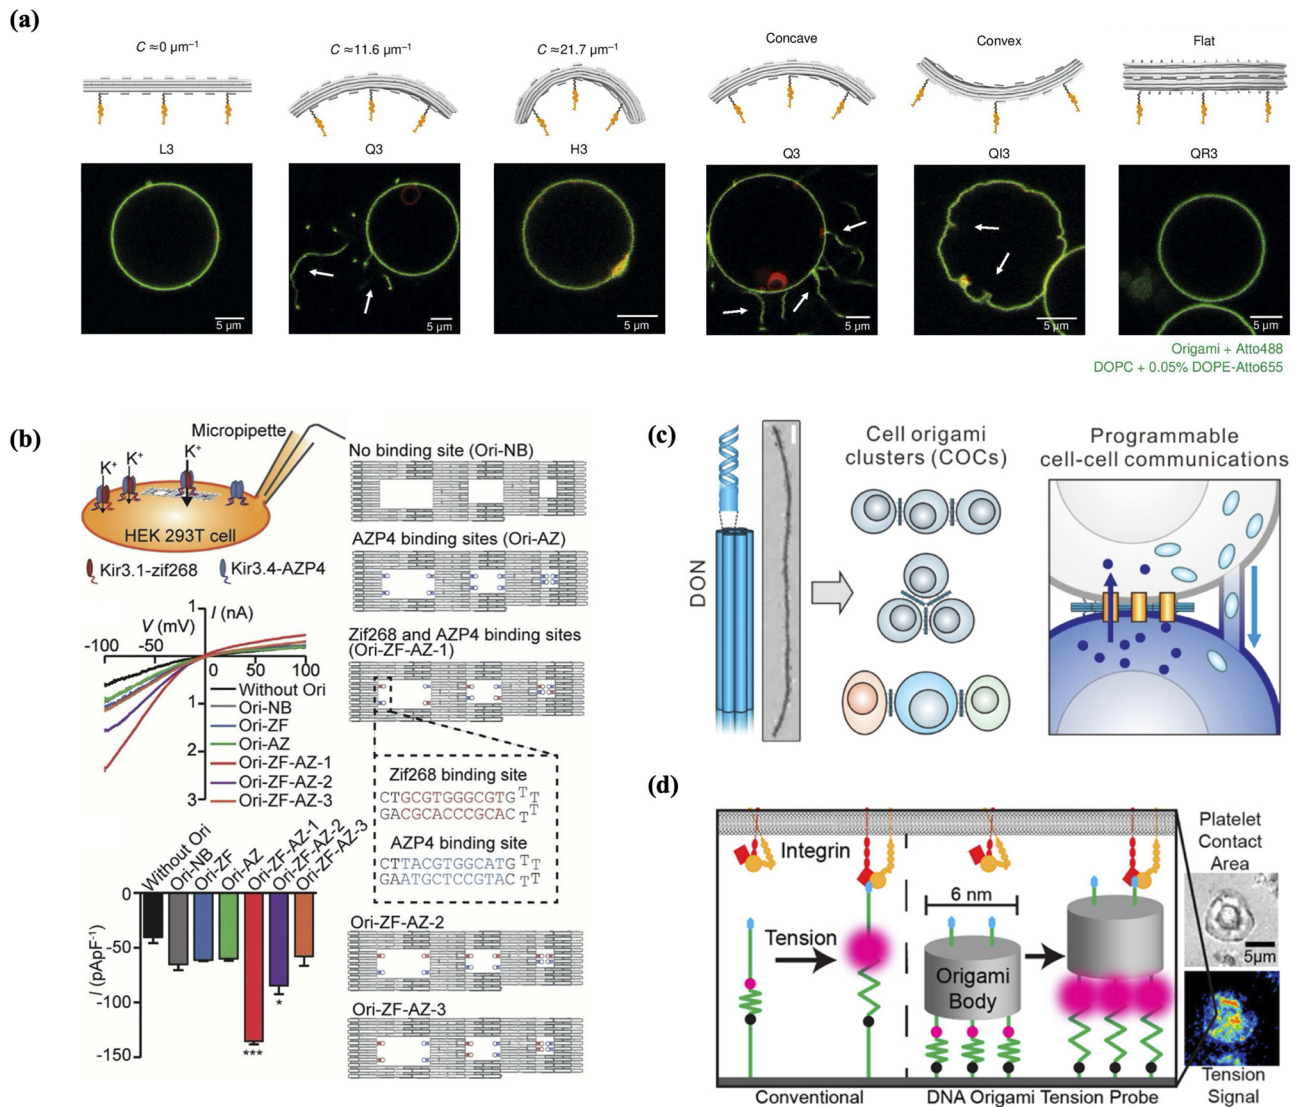 (a)
C ≈0 μm⁻¹
C ≈11.6 μm⁻¹
C ≈21.7 μm⁻¹
Concave
Convex
Flat
L3
Q3
H3
Q3
QI3
QR3
5 μm
5 μm
5 μm
5 μm
5 μm
5 μm
Origami + Atto488
DOPC + 0.05% DOPE-Atto655
(b)
Micropipette
K⁺
K⁺
K⁺
HEK 293T cell
Kir3.1-zif268
Kir3.4-AZP4
No binding site (Ori-NB)
AZP4 binding sites (Ori-AZ)
Zif268 and AZP4 binding sites
(Ori-ZF-AZ-1)
1
I (nA)
V (mV)
-100
-50
0
50
100
1
2
3
Without Ori
Ori-NB
Ori-ZF
Ori-AZ
Ori-ZF-AZ-1
Ori-ZF-AZ-2
Ori-ZF-AZ-3
Zif268 binding site
CTGCGTGGGCGTGTT
GACGCACCCGCACTT
AZP4 binding site
CTTACGTGGCATGTT
GAATGCTCCGTACTT
Without Ori
Ori-NB
Ori-ZF
Ori-AZ
Ori-ZF-AZ-1
Ori-ZF-AZ-2
Ori-ZF-AZ-3
0
-50
-100
-150
I (pApF⁻¹)
***
*
Ori-ZF-AZ-2
Ori-ZF-AZ-3
(c)
DON
Cell origami
clusters (COCs)
Programmable
cell-cell communications
(d)
Integrin
Tension
6 nm
Origami
Body
Conventional
DNA Origami Tension Probe
Platelet
Contact
Area
5μm
Tension
Signal